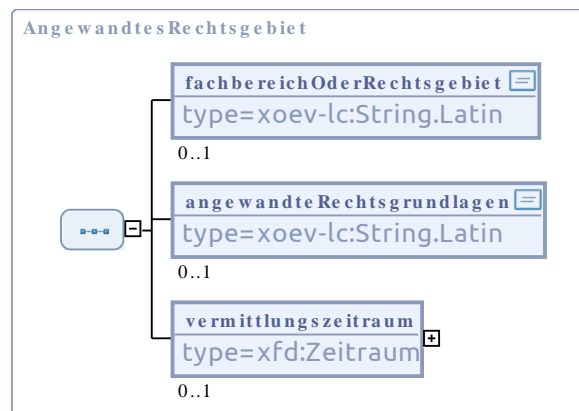 AngewandtesRechtsgebiet
fachbereichOderRechtsgebiet
type=xoev-lc:String.Latin
0..1
angewandteRechtsgrundlagen
type=xoev-lc:String.Latin
0..1
vermittlungszeitraum
type=xfd:Zeitraum
0..1